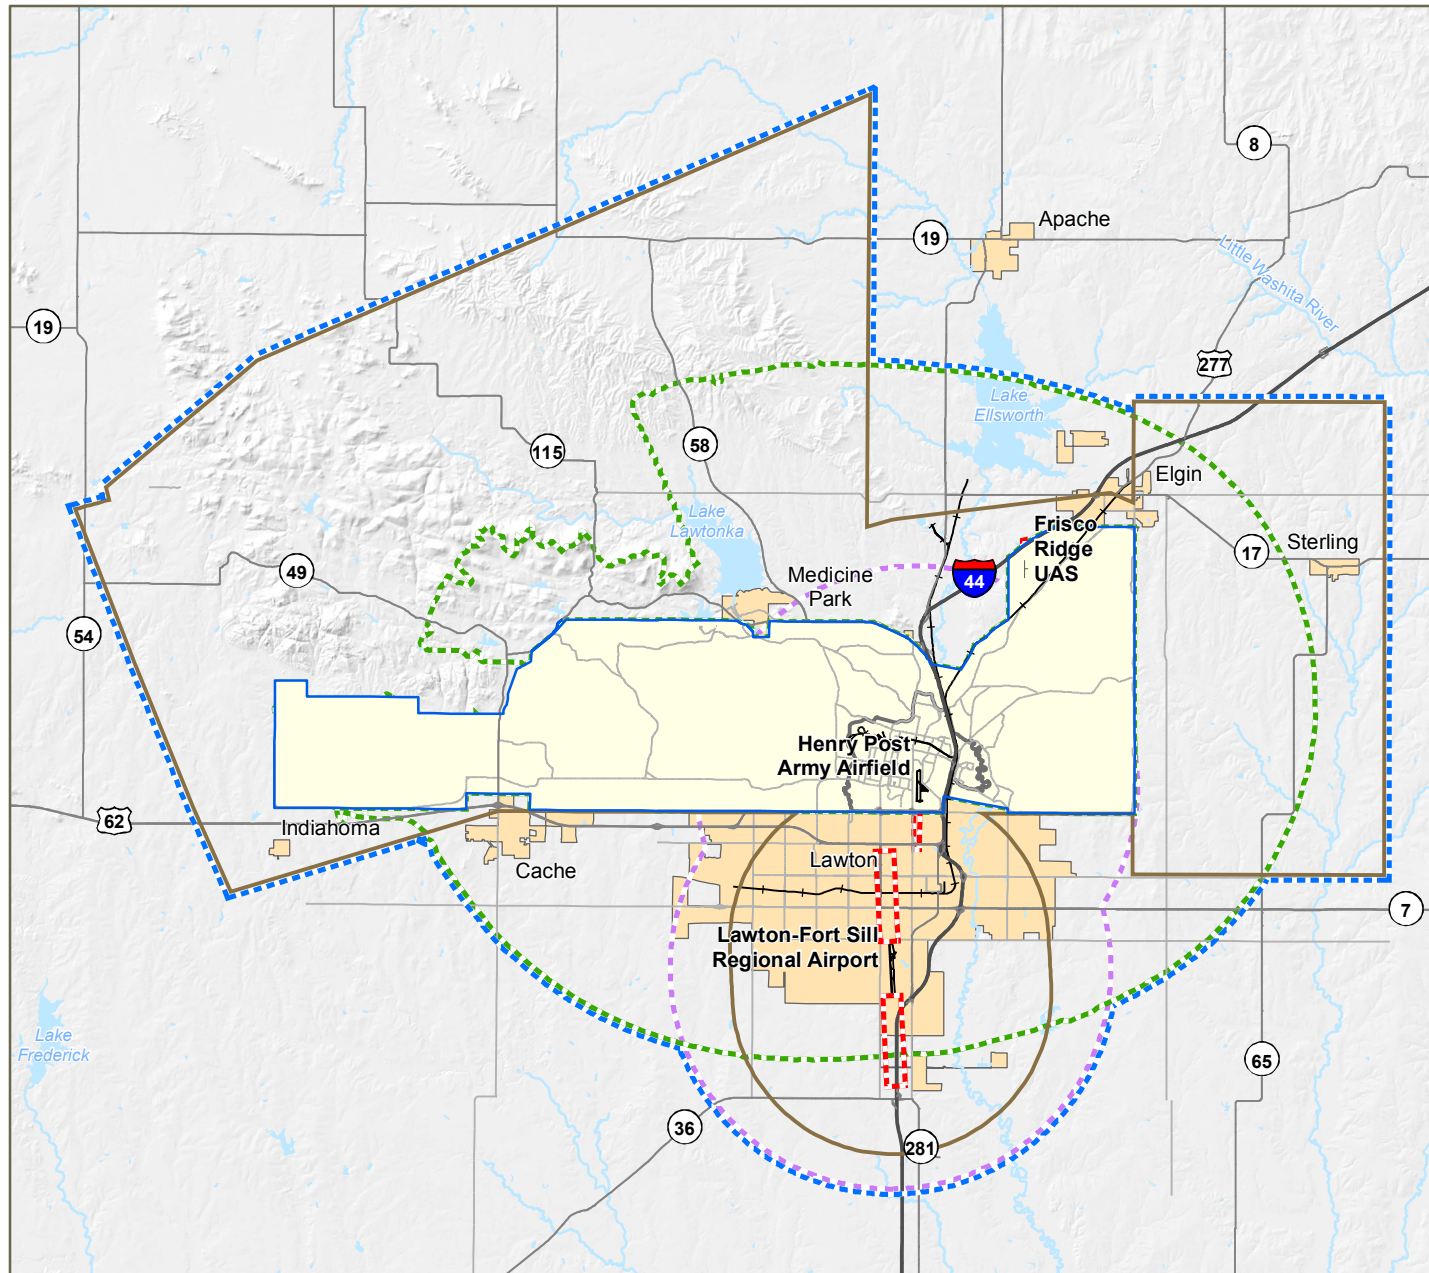 8
Apache
19
Little Washita River
19
277
Lake
Ellsworth
58
115
Elgin
Lake
Lawtonka
Frisco
Ridge
UAS
17
Sterling
49
44
Medicine
Park
54
Henry Post
Army Airfield
62
Indiahoma
Cache
Lawton
7
Lawton-Fort Sill
Regional Airport
Lake
Frederick
65
36
281